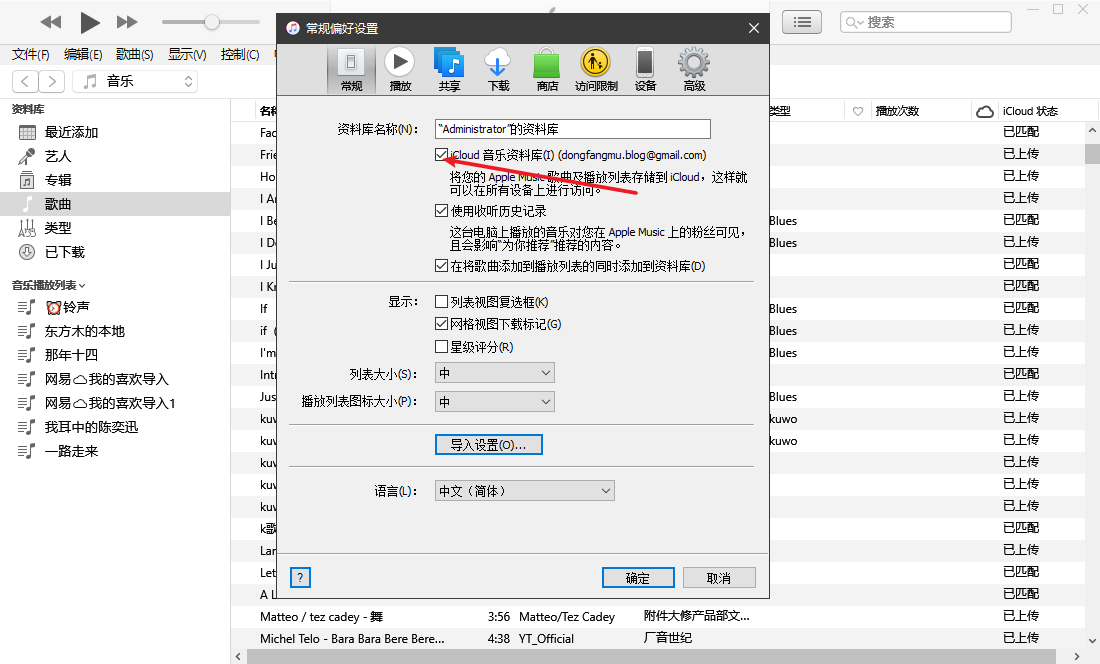 常规偏好设置
搜索
文件(F) 编辑(E) 歌曲(S) 显示(V) 控制(C)
音乐
常规 播放 共享 下载 商店 访问限制 设备 高级
资料库
最近添加
艺人
专辑
歌曲
类型
已下载
音乐播放列表
铃声
东方木的本地
那年十四
网易 我的喜欢导入
网易 我的喜欢导入1
我耳中的陈奕迅
一路走来
资料库名称(N)： “Administrator”的资料库
iCloud 音乐资料库(I) (dongfangmu.blog@gmail.com)
将您的 Apple Music 歌曲及播放列表存储到 iCloud，这样就
可以在所有设备上进行访问。
使用收听历史记录
这台电脑上播放的音乐对您在 Apple Music 上的粉丝可见，
且会影响“为你推荐”推荐的内容。
在将歌曲添加到播放列表的同时添加到资料库(D)
显示： 列表视图复选框(K)
网格视图下载标记(G)
星级评分(R)
列表大小(S)： 中
播放列表图标大小(P)： 中
导入设置(O)...
语言(L)： 中文（简体）
? 确定 取消
名称 类型 播放次数 iCloud 状态
Fac 已匹配
Frie 已上传
Ho 已上传
I Ar 已上传
I Be Blues 已匹配
I Do Blues 已上传
I Ju 已匹配
I Kr 已匹配
If Blues 已上传
if ( Blues 已上传
I'm Blues 已上传
Intr 已匹配
Jus Blues 已上传
kuw kuwo 已上传
kuw kuwo 已上传
kuw 已上传
kuw 已上传
kuw 已上传
k歌 已匹配
Lar 已上传
Let 已匹配
A L 已匹配
Matteo / tez cadey - 舞 3:56 Matteo/Tez Cadey 附件大修产品部文... 已上传
Michel Telo - Bara Bara Bere Bere... 4:38 YT_Official 厂音世纪 已上传